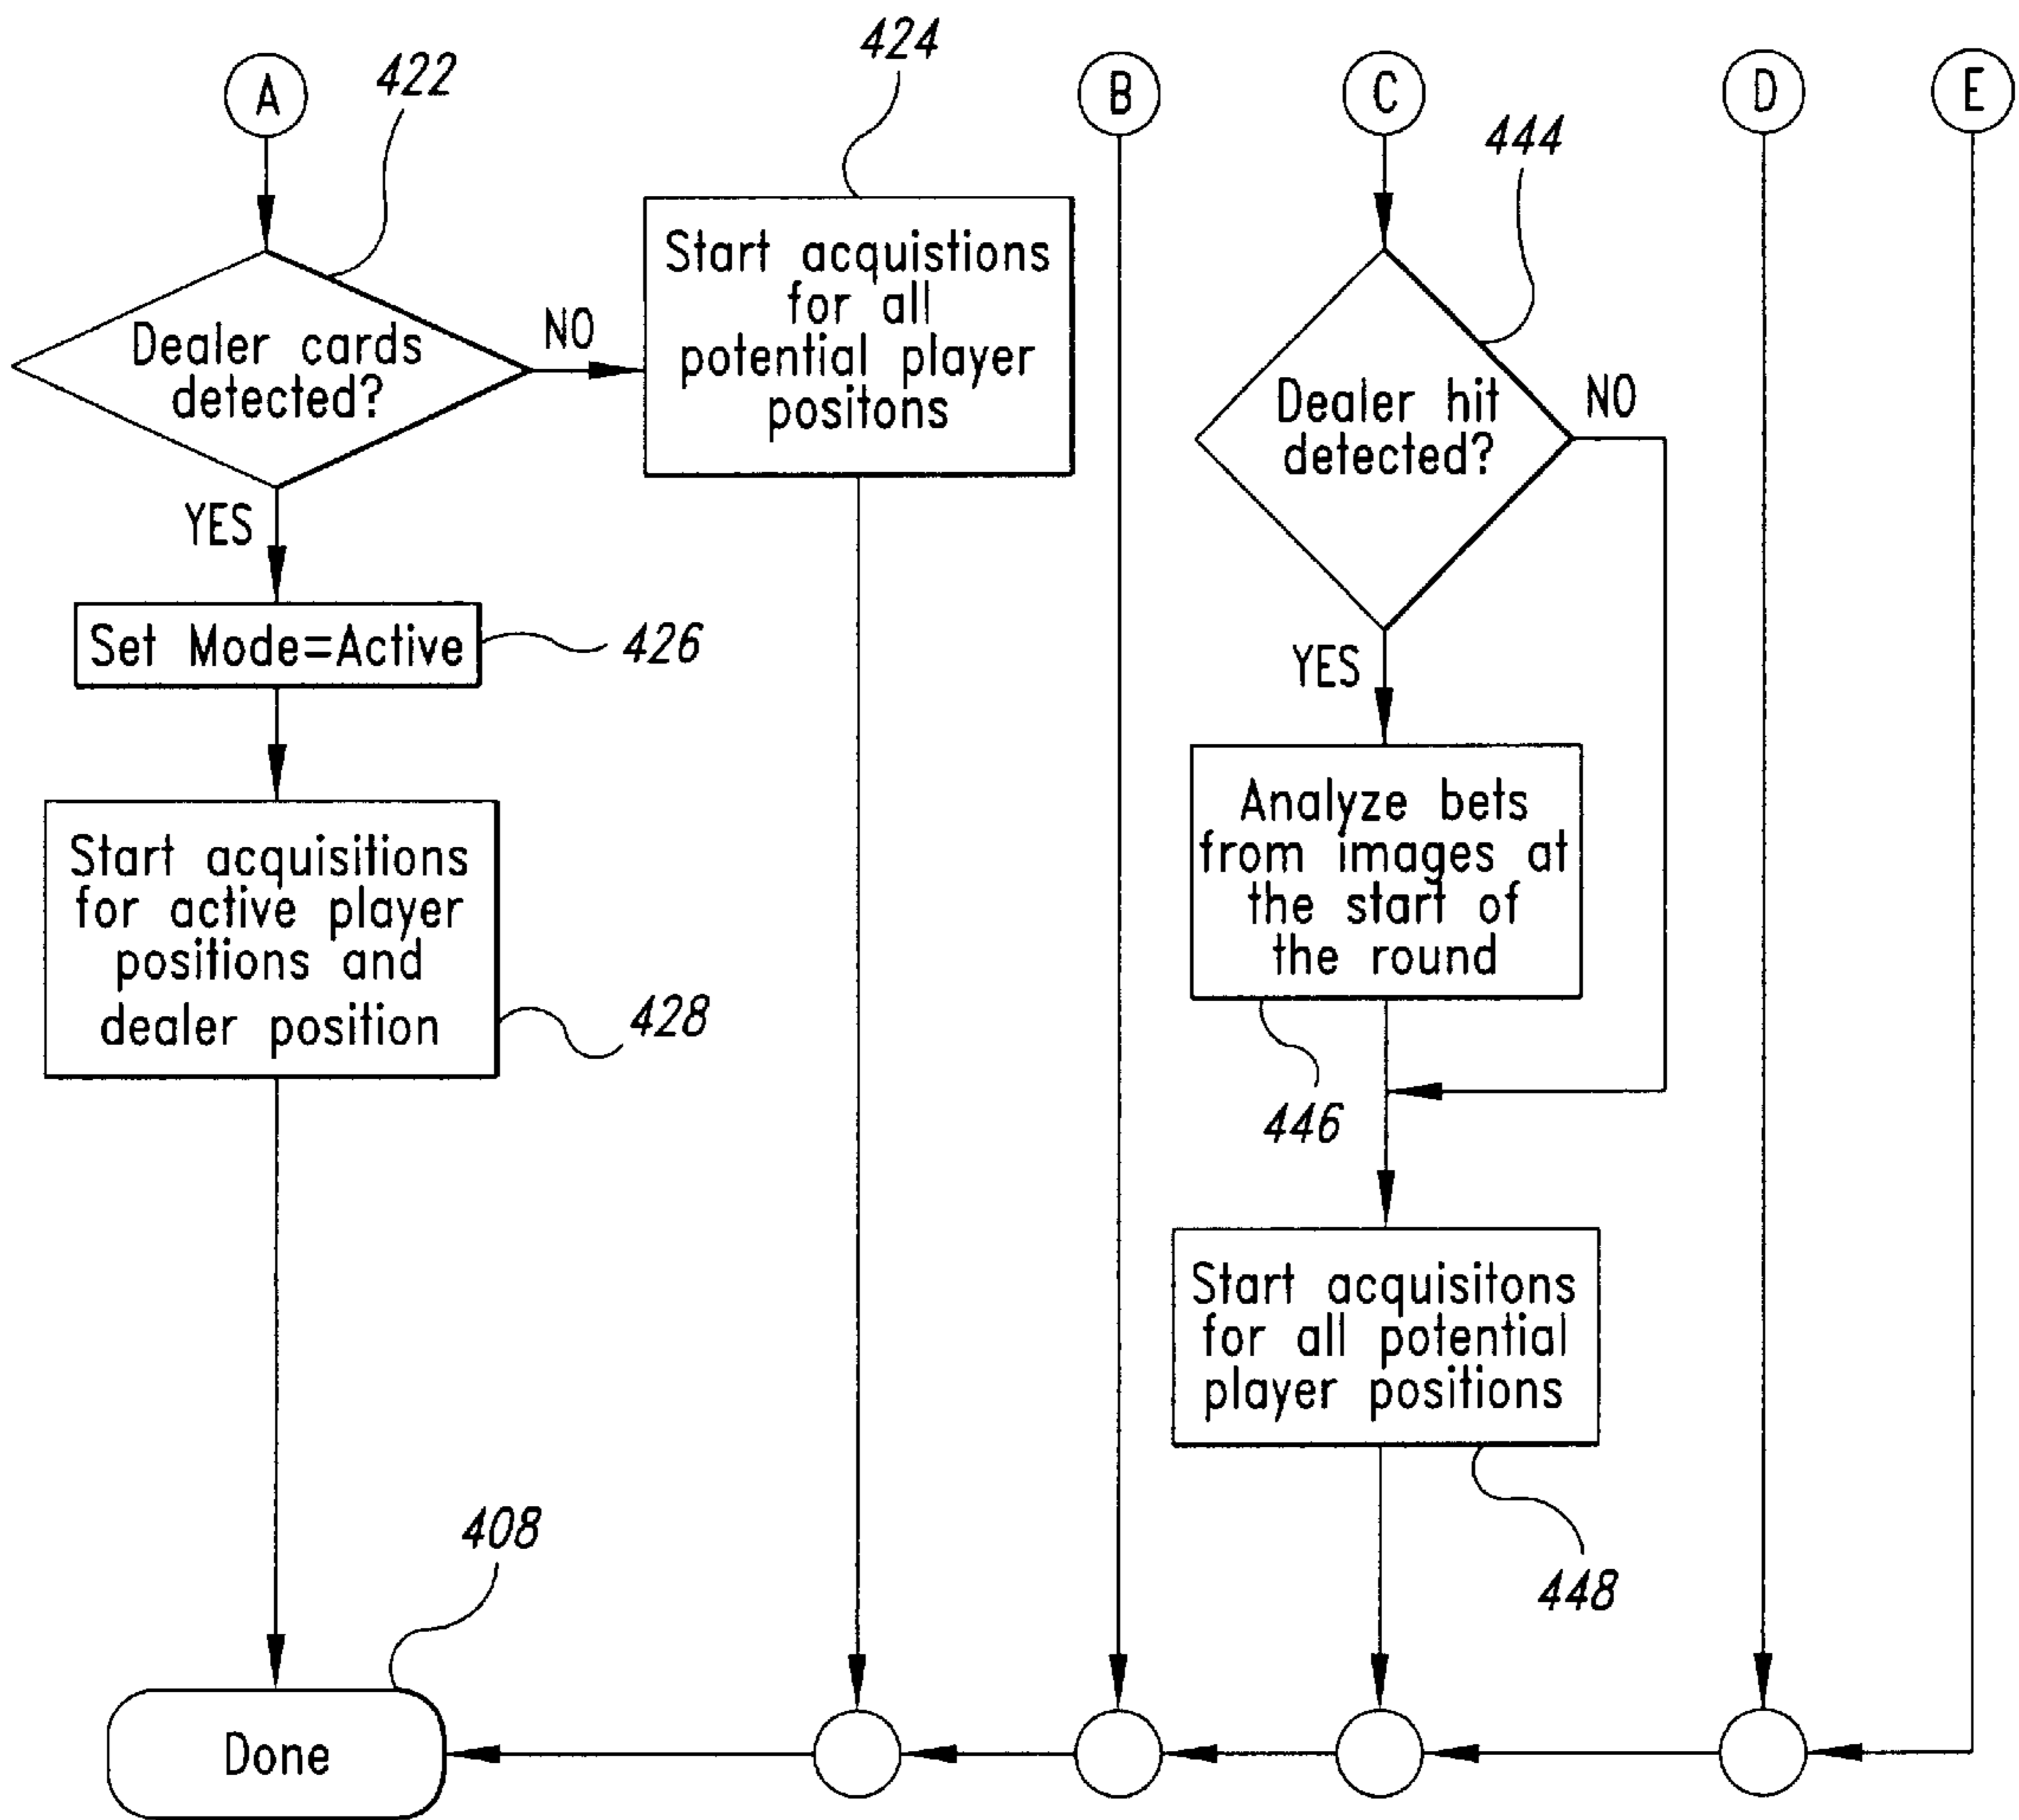 A
422
424
B
C
D
E
444
Start acquistions
for all
potential player
positons
Dealer cards
detected?
NO
YES
Dealer hit
detected?
NO
YES
Set Mode=Active
426
Analyze bets
from images at
the start of
the round
446
Start acquisitions
for active player
positions and
dealer position
428
Start acquisitons
for all potential
player positions
448
408
Done